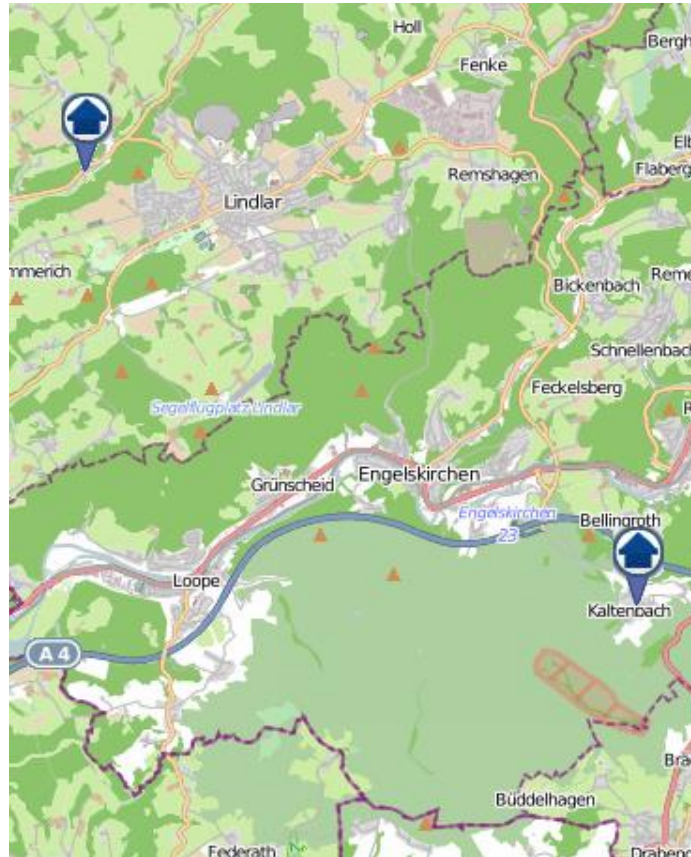 Holl
Bergh
Fenke
Elb
Remshagen
Flaberg
Lindlar
mmerich
Bickenbach
Reme
Schnellenbach
Feckelsberg
Segelflugplatz Lindlar
R
Engelskirchen
Grünscheid
Engelskirchen
23
Bellingroth
Loope
Kaltenbach
A 4
Bra
Büddelhagen
Federath
Drabend